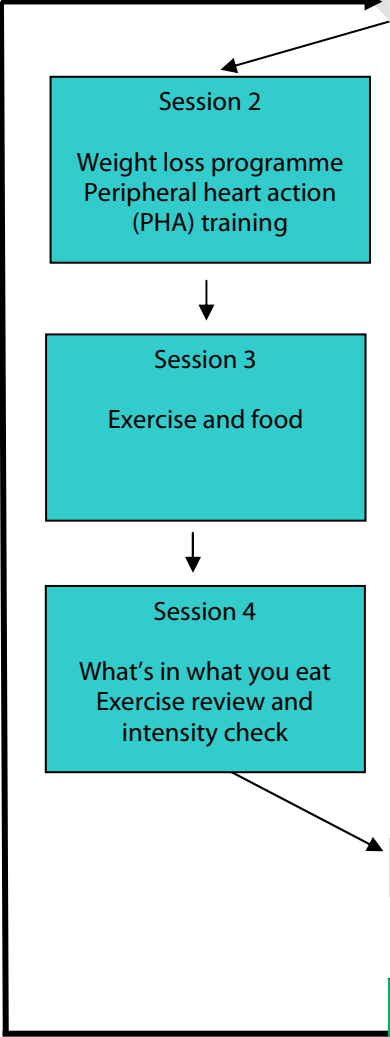 Session 2
Weight loss programme
Peripheral heart action
(PHA) training
Session 3
Exercise and food
Session 4
What's in what you eat
Exercise review and
intensity check